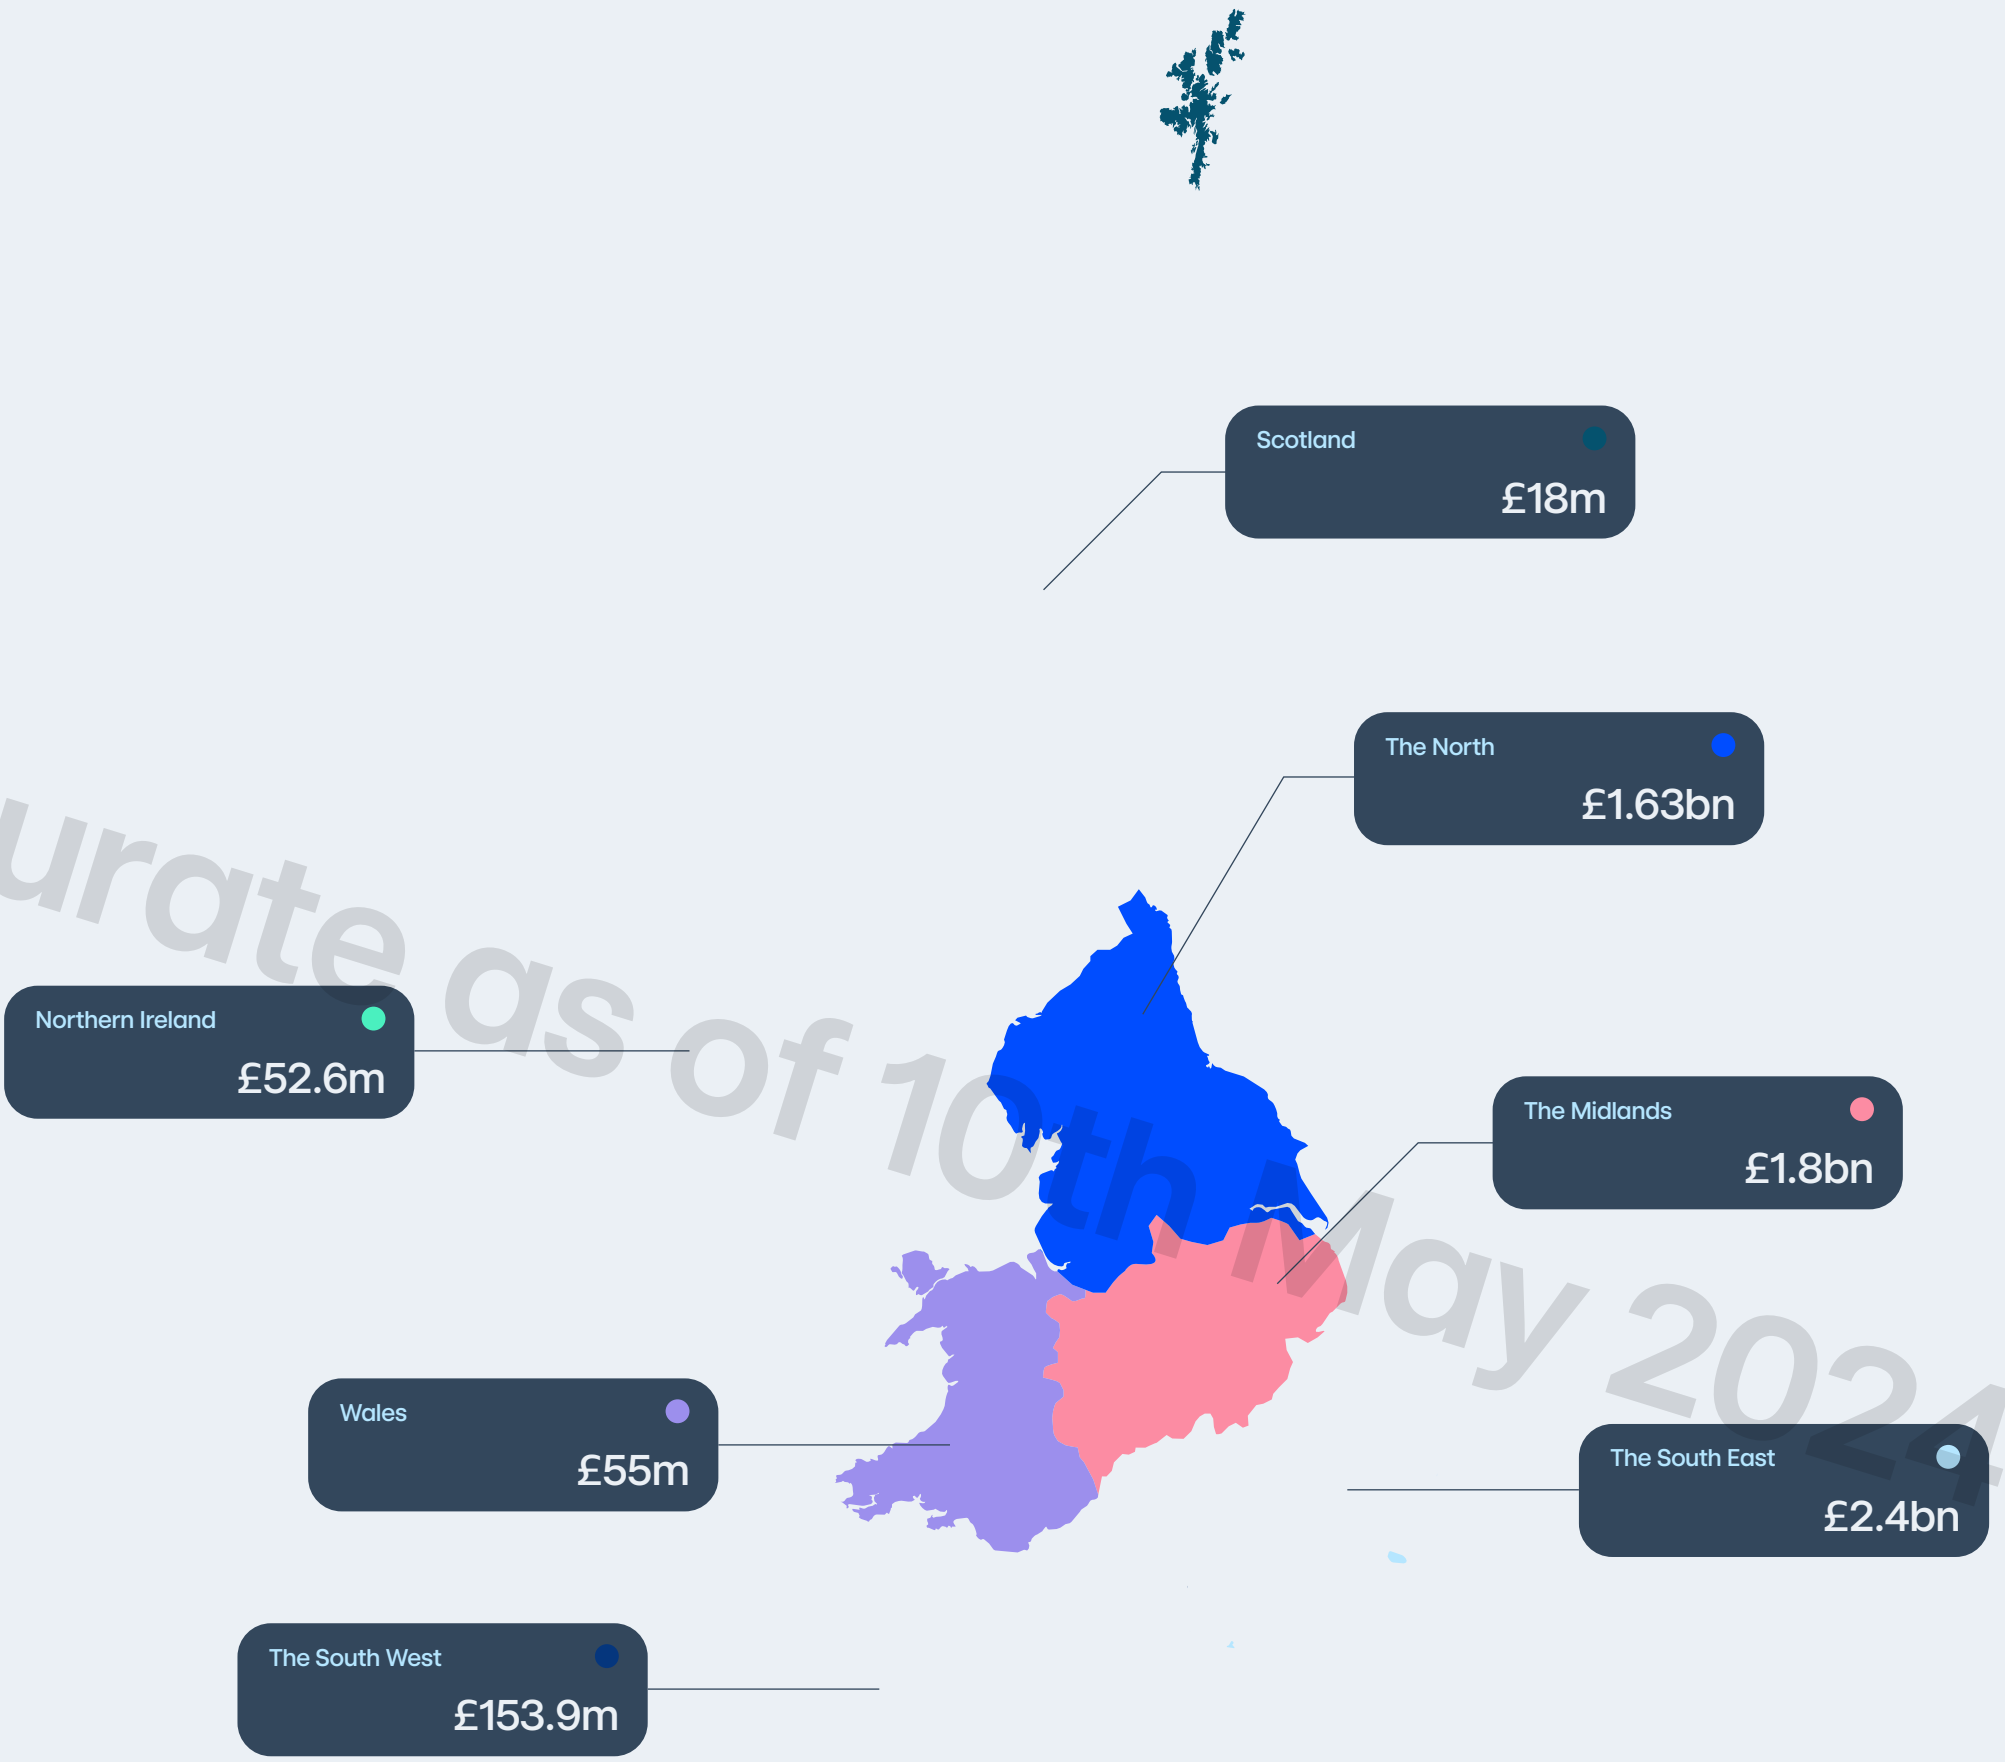 Scotland
£18m
The North
£1.63bn
urate as of 10th May 2024
Northern Ireland
£52.6m
The Midlands
£1.8bn
Wales
£55m
The South East
£2.4bn
The South West
£153.9m